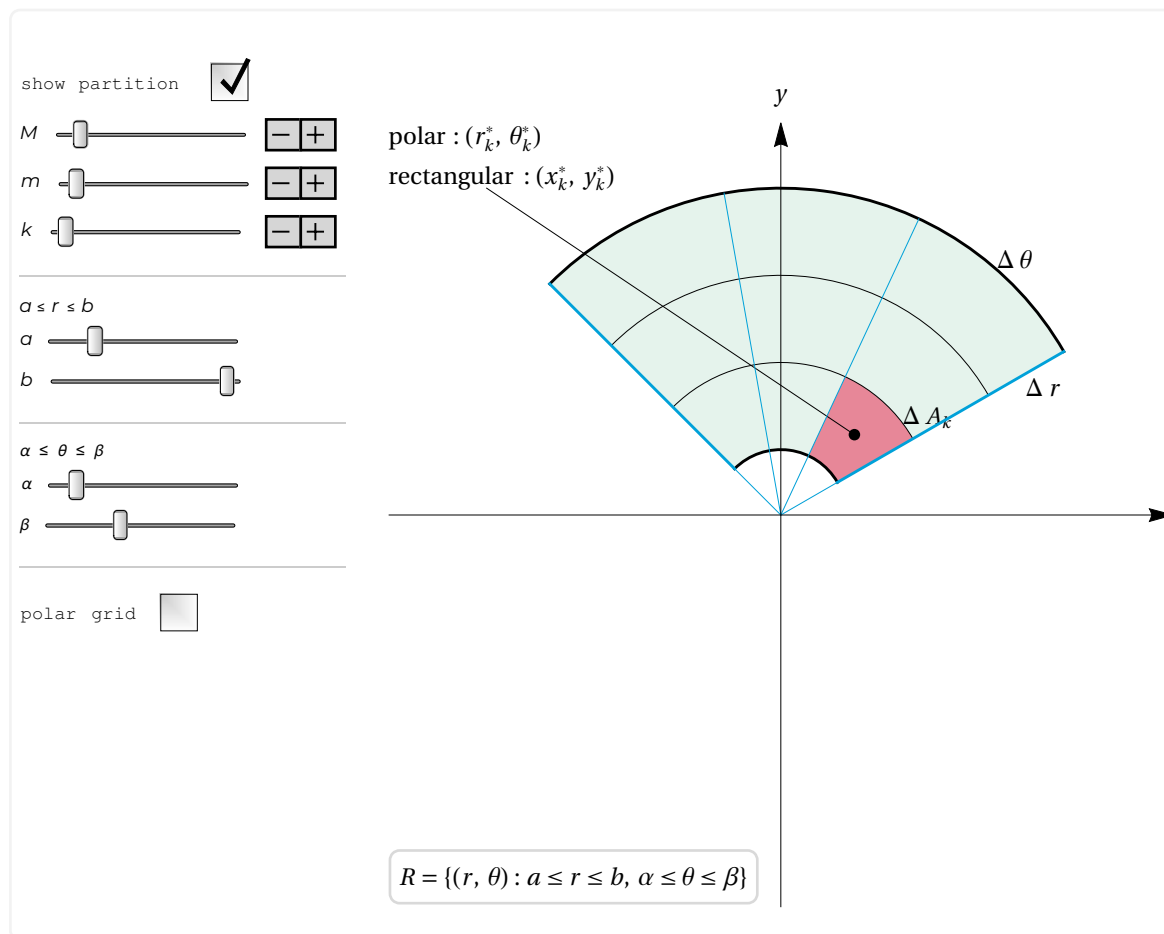 show partition
M − +
m − +
k − +
a ≤ r ≤ b
a
b
α ≤ θ ≤ β
α
β
polar grid
y
polar : (r*k, θ*k)
rectangular : (x*k, y*k)
Δ θ
Δ r
Δ Ak
R = {(r, θ) : a ≤ r ≤ b, α ≤ θ ≤ β}